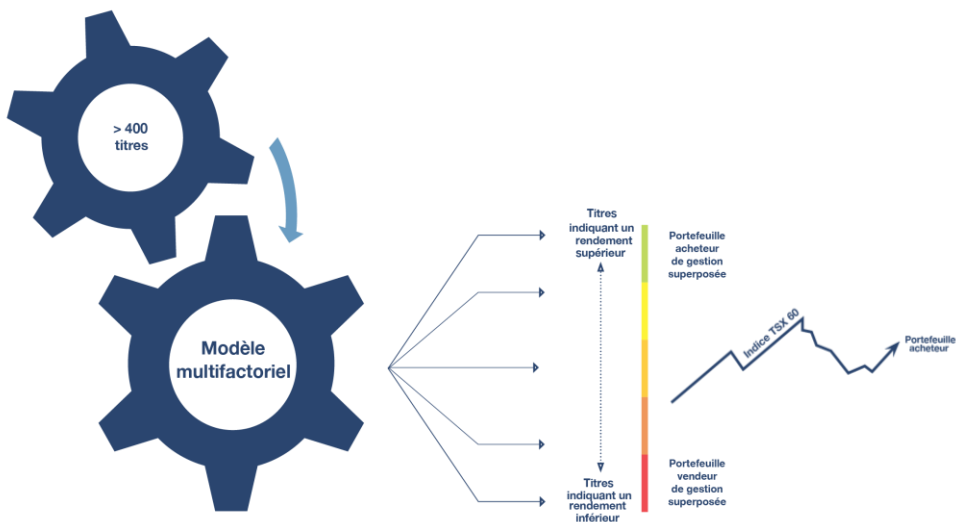 > 400
titres
Modèle
multifactoriel
Titres
indiquant un
rendement
supérieur
Portefeuille
acheteur
de gestion
superposée
Indice TSX 60
Portefeuille
acheteur
Titres
indiquant un
rendement
inférieur
Portefeuille
vendeur
de gestion
superposée